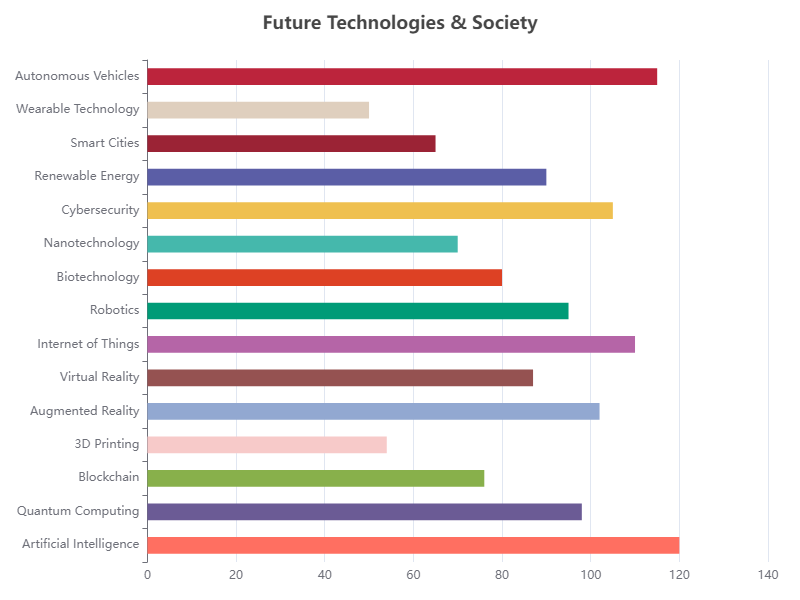 Future Technologies & Society
Autonomous Vehicles
Wearable Technology
Smart Cities
Renewable Energy
Cybersecurity
Nanotechnology
Biotechnology
Robotics
Internet of Things
Virtual Reality
Augmented Reality
3D Printing
Blockchain
Quantum Computing
Artificial Intelligence
0 20 40 60 80 100 120 140